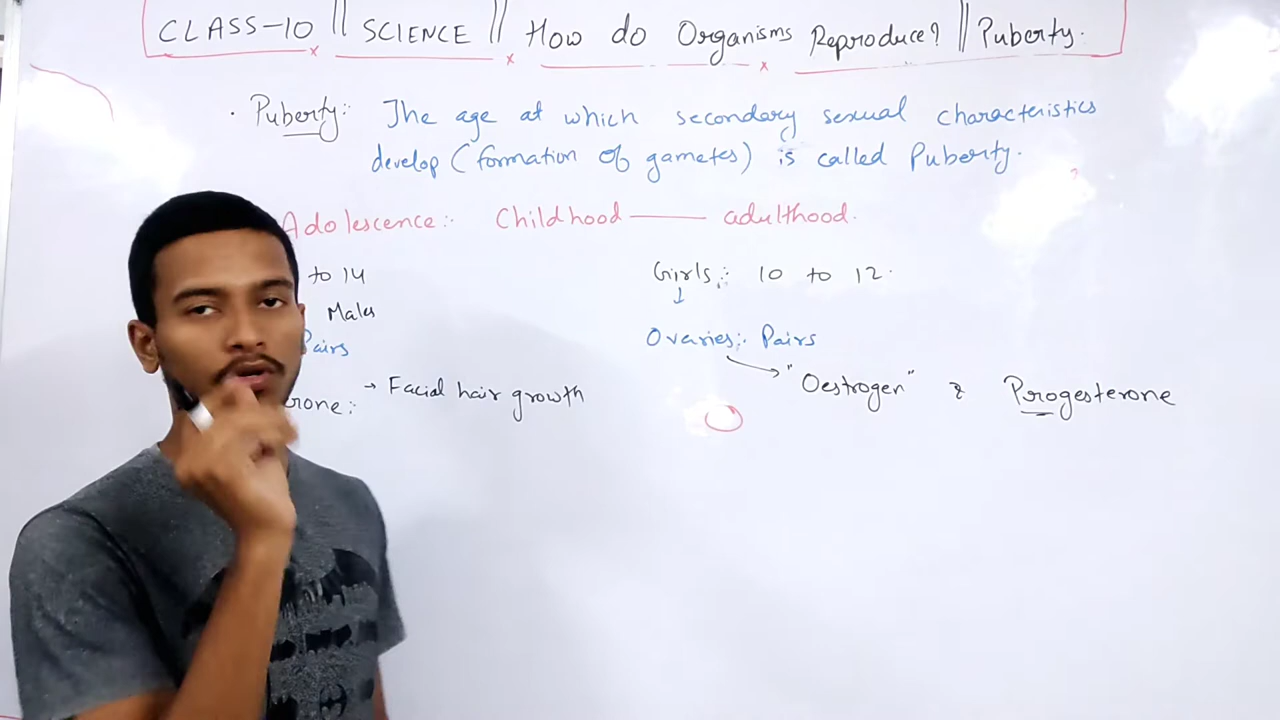 CLASS-10 || SCIENCE || How do Organisms Reproduce? || Puberty.
· Puberty:- The age at which secondary sexual characteristics
develop (formation of gametes) is called Puberty.
Adolescence:- Childhood —— adulthood.
to 14
Girls:- 10 to 12.
Males
Pairs
Ovaries:- Pairs
rone:- → Facial hair growth
"Oestrogen" & Progesterone